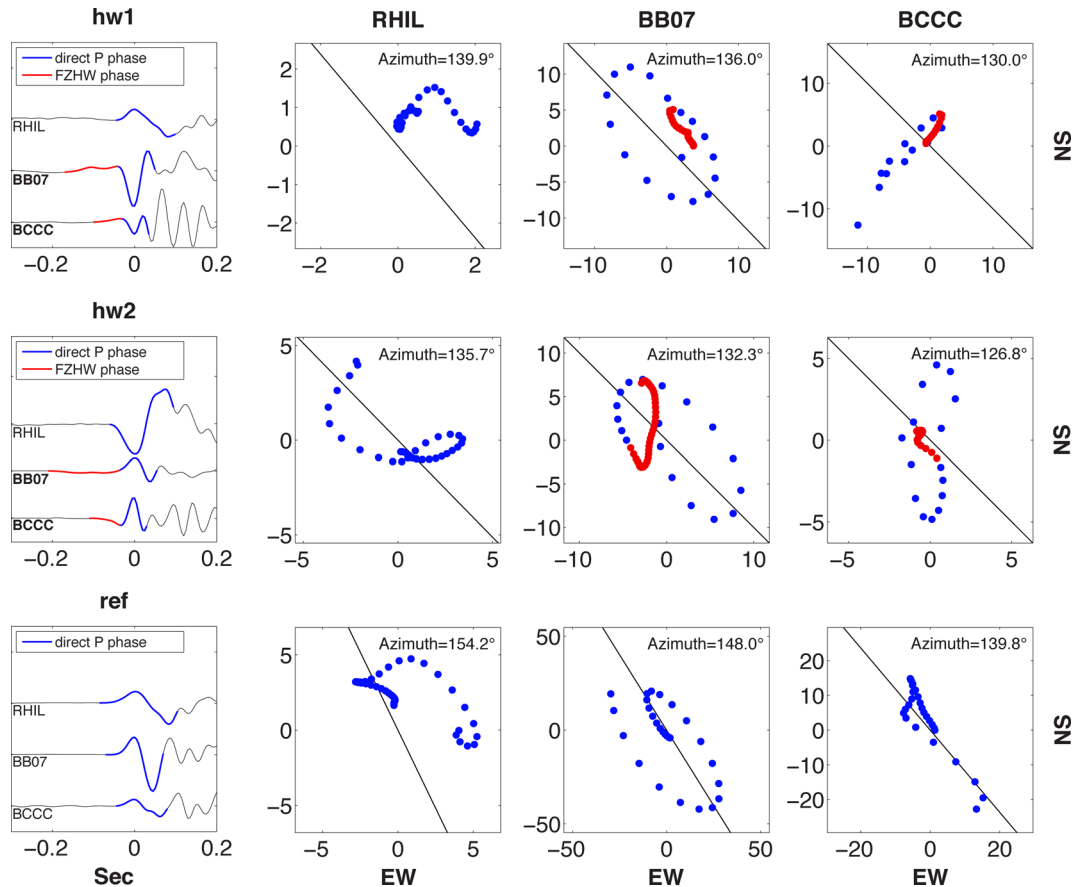 hw1
RHIL
BB07
BCCC
direct P phase
FZHW phase
RHIL
BB07
BCCC
−0.2 0 0.2
Azimuth=139.9°
2
1
0
−1
−2
−2 0 2
Azimuth=136.0°
10
5
0
−5
−10
−10 0 10
Azimuth=130.0°
10
0
−10
−10 0 10
NS
hw2
direct P phase
FZHW phase
RHIL
BB07
BCCC
−0.2 0 0.2
Azimuth=135.7°
5
0
−5
−5 0 5
Azimuth=132.3°
10
5
0
−5
−10
−10 0 10
Azimuth=126.8°
5
0
−5
−5 0 5
NS
ref
direct P phase
RHIL
BB07
BCCC
−0.2 0 0.2
Sec
Azimuth=154.2°
5
0
−5
−5 0 5
EW
Azimuth=148.0°
50
0
−50
−50 0 50
EW
Azimuth=139.8°
20
10
0
−10
−20
−20 0 20
EW
NS